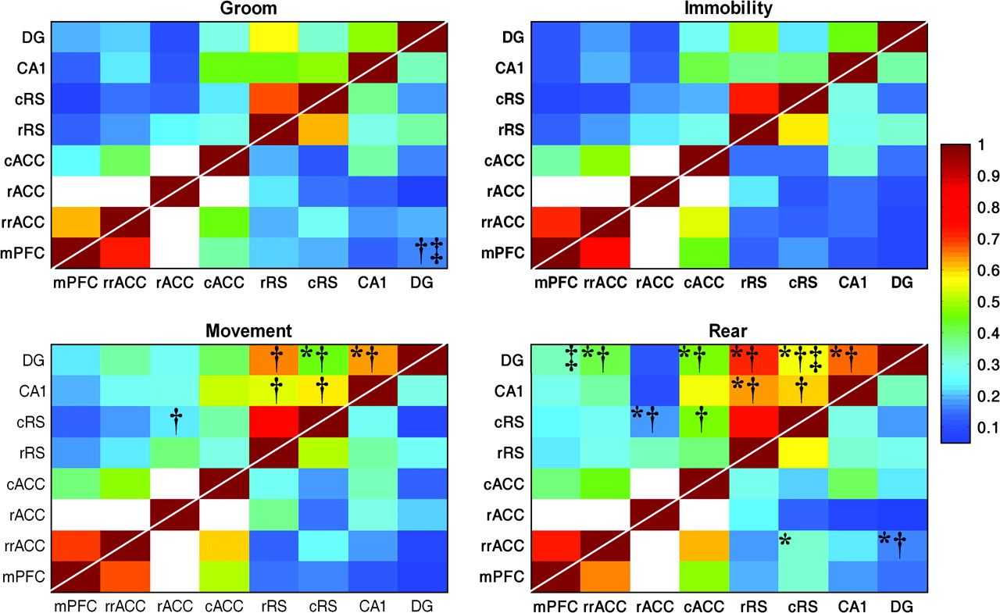 Groom
DG
CA1
cRS
rRS
cACC
rACC
rrACC
mPFC
†‡
mPFC rrACC rACC cACC rRS cRS CA1 DG
Immobility
DG
CA1
cRS
rRS
cACC
rACC
rrACC
mPFC
mPFC rrACC rACC cACC rRS cRS CA1 DG
1
0.9
0.8
0.7
0.6
0.5
0.4
0.3
0.2
0.1
Movement
DG † *† *†
CA1 † †
cRS †
rRS
cACC
rACC
rrACC
mPFC
mPFC rrACC rACC cACC rRS cRS CA1 DG
Rear
DG ‡ *† *† *† *†‡ *†
CA1 *† †
cRS *† †
rRS
cACC
rACC
rrACC * *†
mPFC
mPFC rrACC rACC cACC rRS cRS CA1 DG